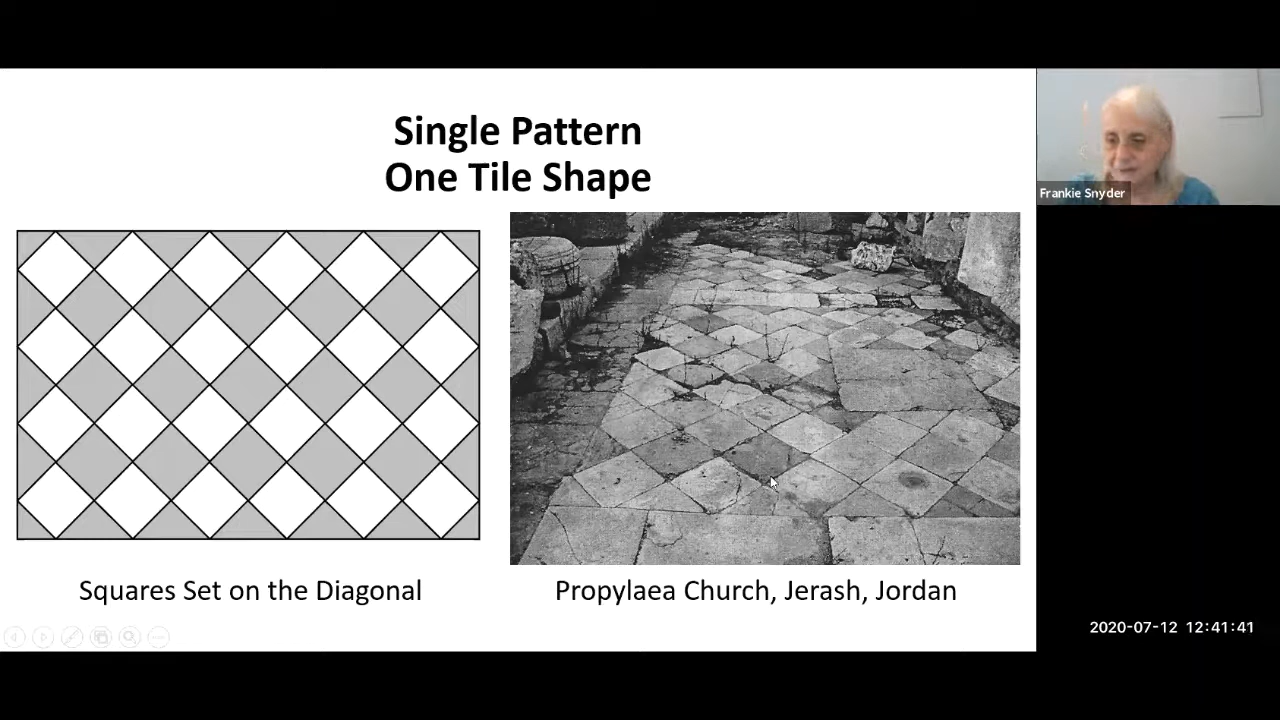 Single Pattern
One Tile Shape
Frankie Snyder
Squares Set on the Diagonal
Propylaea Church, Jerash, Jordan
2020-07-12 12:41:41